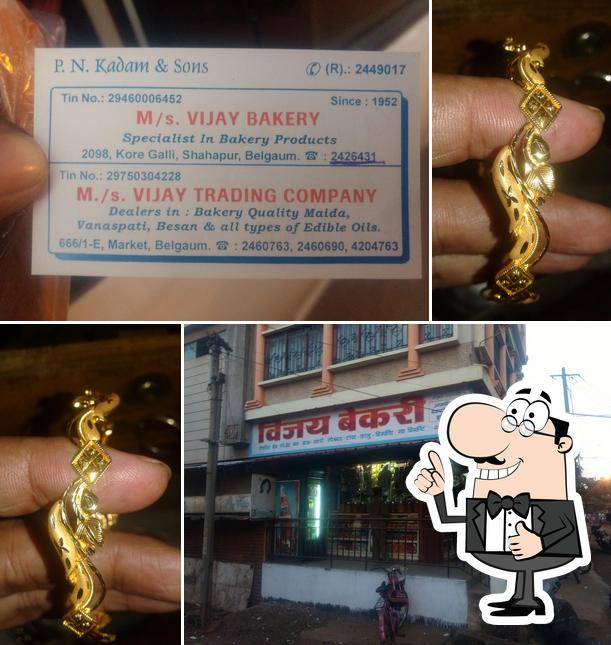 P. N. Kadam & Sons
(R).: 2449017
Tin No.: 29460006452
Since : 1952
M/s. VIJAY BAKERY
Specialist In Bakery Products
2098, Kore Galli, Shahapur, Belgaum. ☎ : 2426431
Tin No.: 29750304228
M./s. VIJAY TRADING COMPANY
Dealers in : Bakery Quality Maida,
Vanaspati, Besan & all types of Edible Oils.
666/1-E, Market, Belgaum. ☎ : 2460763, 2460690, 4204763
विजय बेकरी